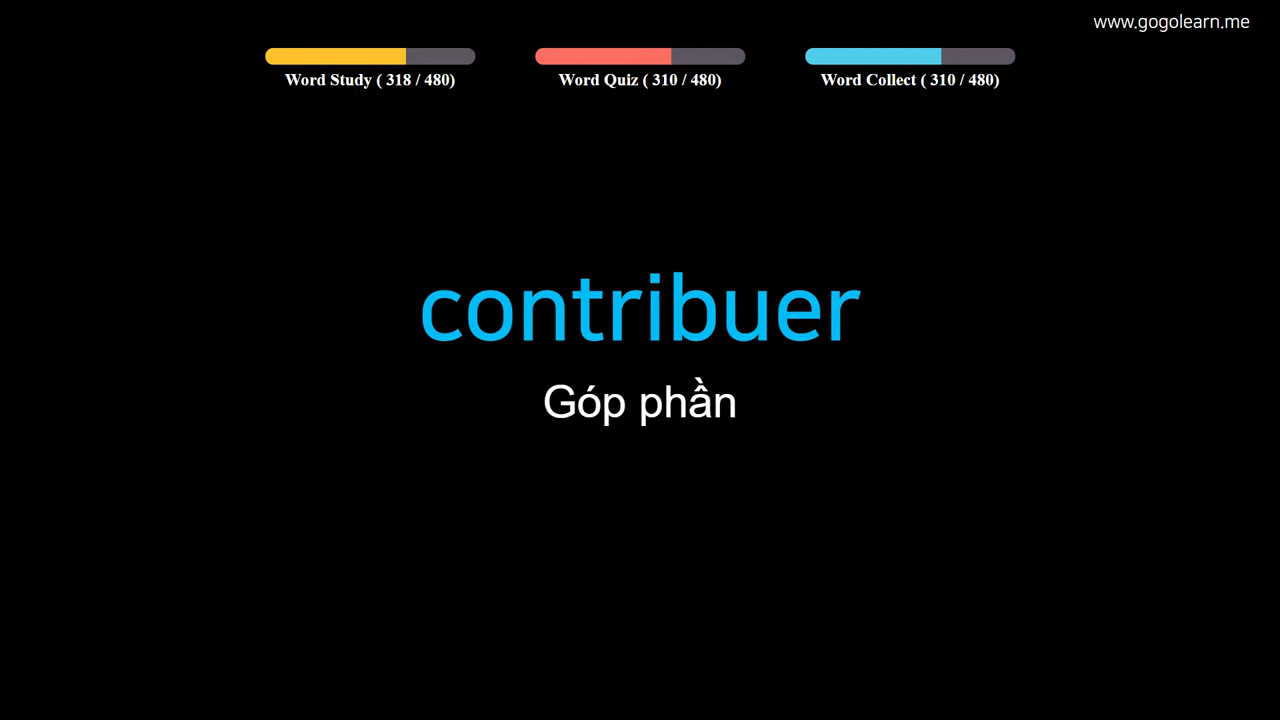 www.gogolearn.me
Word Study ( 318 / 480)
Word Quiz ( 310 / 480)
Word Collect ( 310 / 480)
contribuer
Góp phần